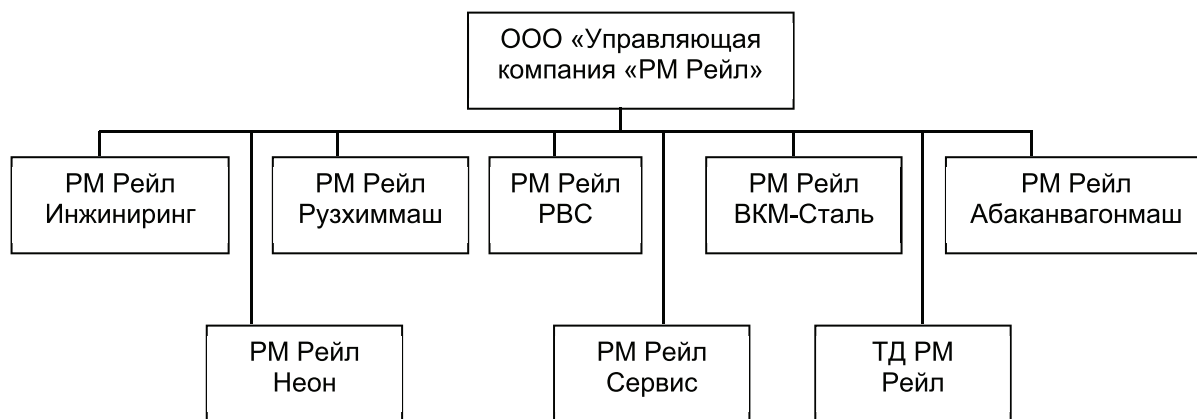 ООО «Управляющая
компания «РМ Рейл»
РМ Рейл
Инжиниринг
РМ Рейл
Рузхиммаш
РМ Рейл
РВС
РМ Рейл
ВКМ-Сталь
РМ Рейл
Абаканвагонмаш
РМ Рейл
Неон
РМ Рейл
Сервис
ТД РМ
Рейл